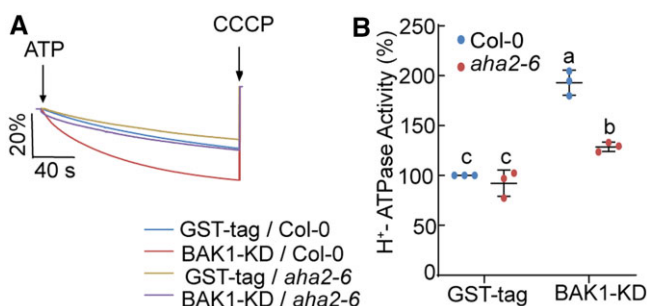 A
ATP
CCCP
20%
40 s
GST-tag / Col-0
BAK1-KD / Col-0
GST-tag / aha2-6
BAK1-KD / aha2-6
B
H⁺- ATPase Activity (%)
250
200
150
100
50
0
Col-0
aha2-6
a
b
c
c
GST-tag
BAK1-KD